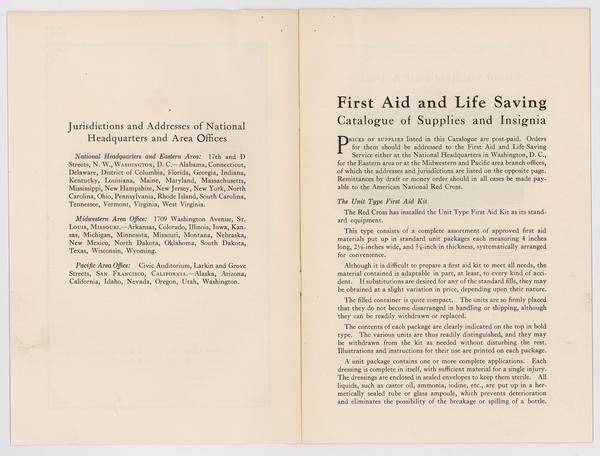 Jurisdictions and Addresses of National
Headquarters and Area Offices
National Headquarters and Eastern Area: 17th and D
Streets, N. W., WASHINGTON, D. C.—Alabama, Connecticut,
Delaware, District of Columbia, Florida, Georgia, Indiana,
Kentucky, Louisiana, Maine, Maryland, Massachusetts,
Mississippi, New Hampshire, New Jersey, New York, North
Carolina, Ohio, Pennsylvania, Rhode Island, South Carolina,
Tennessee, Vermont, Virginia, West Virginia.
Midwestern Area Office: 1709 Washington Avenue, ST.
LOUIS, MISSOURI.—Arkansas, Colorado, Illinois, Iowa, Kan-
sas, Michigan, Minnesota, Missouri, Montana, Nebraska,
New Mexico, North Dakota, Oklahoma, South Dakota,
Texas, Wisconsin, Wyoming.
Pacific Area Office: Civic Auditorium, Larkin and Grove
Streets, SAN FRANCISCO, CALIFORNIA.—Alaska, Arizona,
California, Idaho, Nevada, Oregon, Utah, Washington.
First Aid and Life Saving
Catalogue of Supplies and Insignia
PRICES OF SUPPLIES listed in this Catalogue are post-paid. Orders
for them should be addressed to the First Aid and Life Saving
Service either at the National Headquarters in Washington, D. C.,
for the Eastern area or at the Midwestern and Pacific area branch offices,
of which the addresses and jurisdictions are listed on the opposite page.
Remittances by draft or money order should in all cases be made pay-
able to the American National Red Cross.
The Unit Type First Aid Kit
The Red Cross has installed the Unit Type First Aid Kit as its stand-
ard equipment.
This type consists of a complete assortment of approved first aid
materials put up in standard unit packages each measuring 4 inches
long, 2½-inches wide, and ⅝-inch in thickness, systematically arranged
for convenience.
Although it is difficult to prepare a first aid kit to meet all needs, the
material contained is adaptable in part, at least, to every kind of acci-
dent. If substitutions are desired for any of the standard fills, they may
be obtained at a slight variation in price, depending upon their nature.
The filled container is quite compact. The units are so firmly placed
that they do not become disarranged in handling or shipping, although
they can be readily withdrawn or replaced.
The contents of each package are clearly indicated on the top in bold
type. The various units are thus readily distinguished, and they may
be withdrawn from the kit as needed without disturbing the rest.
Illustrations and instructions for their use are printed on each package.
A unit package contains one or more complete applications. Each
dressing is complete in itself, with sufficient material for a single injury.
The dressings are enclosed in sealed envelopes to keep them sterile. All
liquids, such as castor oil, ammonia, iodine, etc., are put up in a her-
metically sealed tube or glass ampoule, which prevents deterioration
and eliminates the possibility of the breakage or spilling of a bottle.